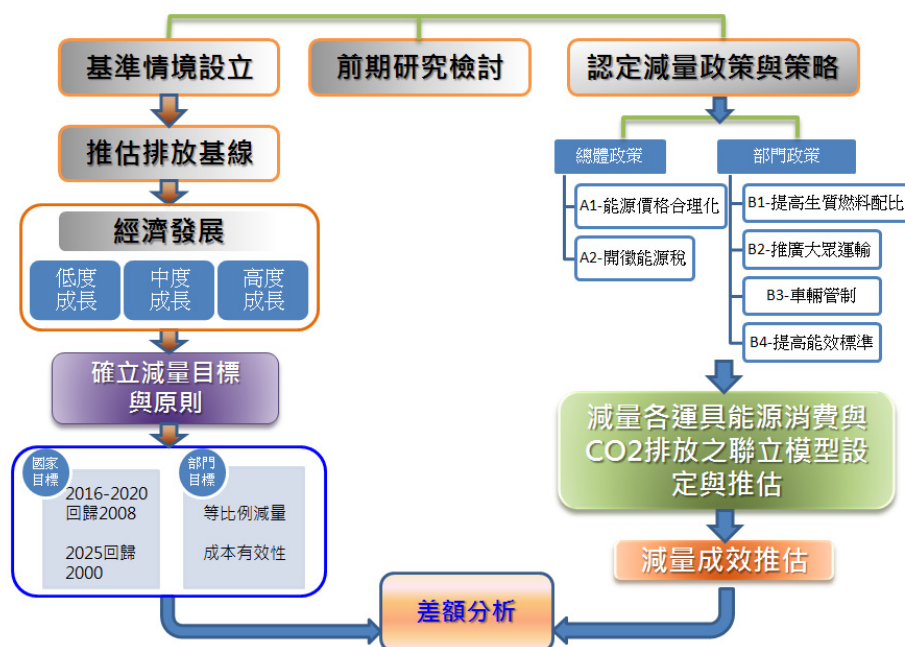 基準情境設立
前期研究檢討
認定減量政策與策略
推估排放基線
經濟發展
低度
成長
中度
成長
高度
成長
確立減量目標
與原則
國家
目標
2016-2020
回歸2008
2025回歸
2000
部門
目標
等比例減量
成本有效性
總體政策
A1-能源價格合理化
A2-開徵能源稅
部門政策
B1-提高生質燃料配比
B2-推廣大眾運輸
B3-車輛管制
B4-提高能效標準
減量各運具能源消費與
CO2排放之聯立模型設
定與推估
減量成效推估
差額分析